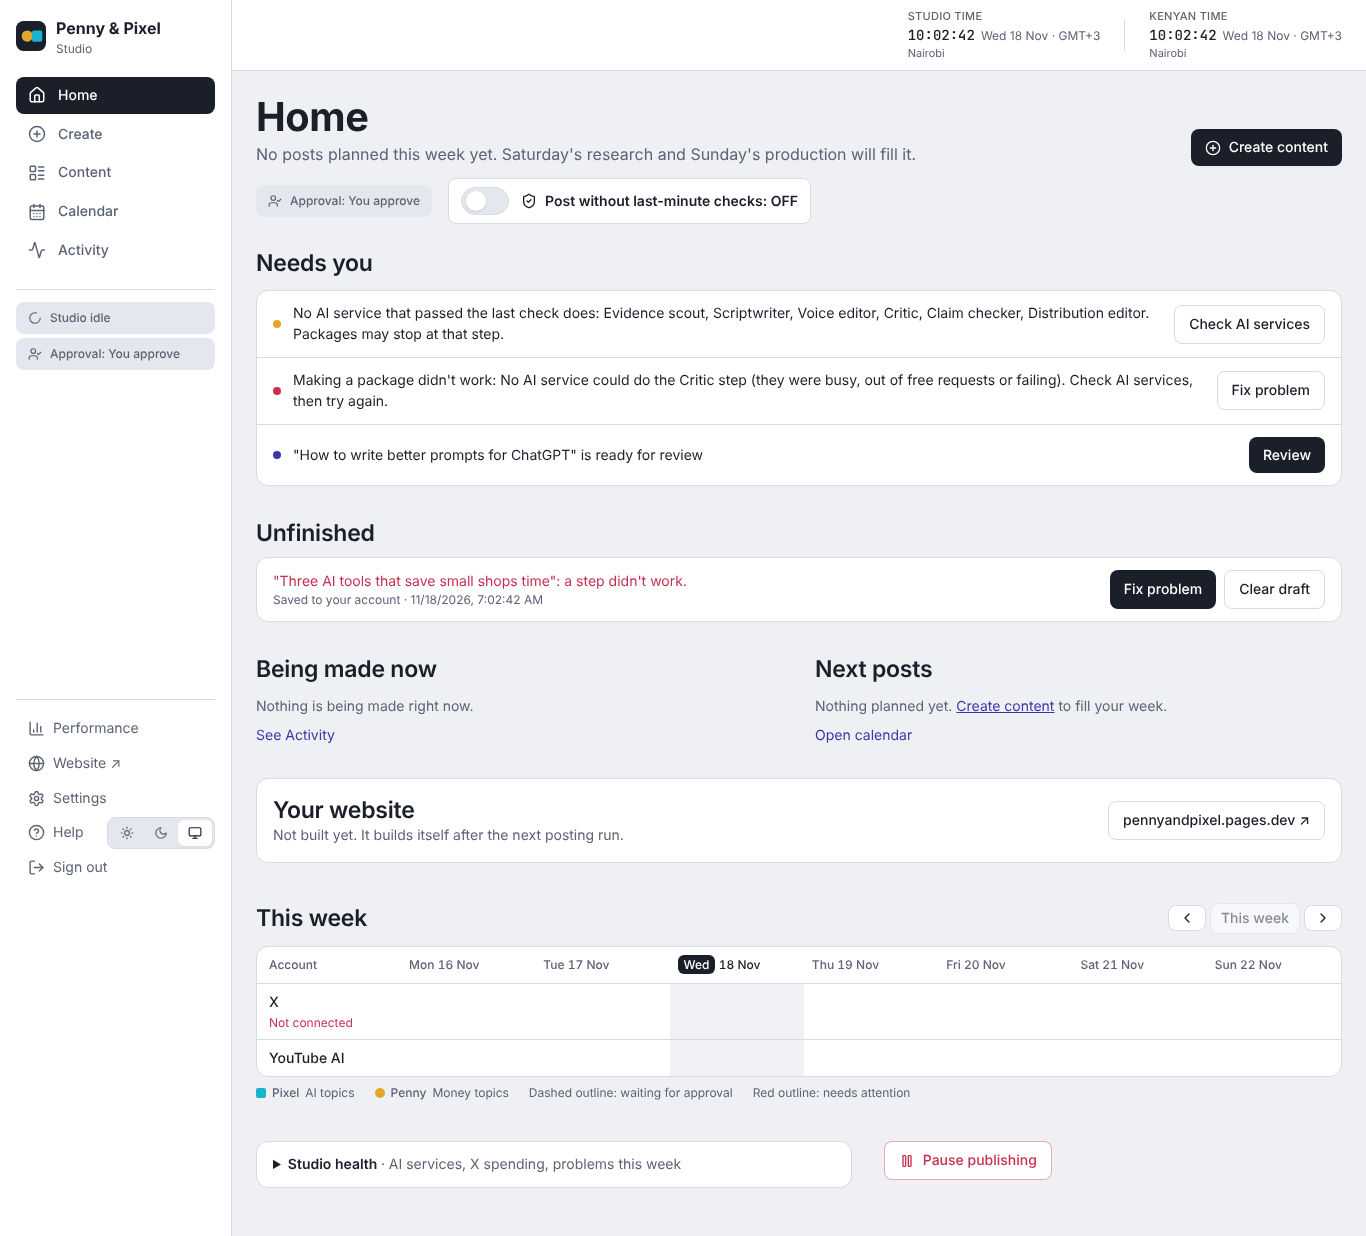 Penny & Pixel
Studio
Home
Create
Content
Calendar
Activity
Studio idle
Approval: You approve
Performance
Website ↗
Settings
Help
Sign out
STUDIO TIME
10:02:42 Wed 18 Nov · GMT+3
Nairobi
KENYAN TIME
10:02:42 Wed 18 Nov · GMT+3
Nairobi
Home
No posts planned this week yet. Saturday's research and Sunday's production will fill it.
Create content
Approval: You approve
Post without last-minute checks: OFF
Needs you
No AI service that passed the last check does: Evidence scout, Scriptwriter, Voice editor, Critic, Claim checker, Distribution editor.
Packages may stop at that step.
Check AI services
Making a package didn't work: No AI service could do the Critic step (they were busy, out of free requests or failing). Check AI services,
then try again.
Fix problem
"How to write better prompts for ChatGPT" is ready for review
Review
Unfinished
"Three AI tools that save small shops time": a step didn't work.
Saved to your account · 11/18/2026, 7:02:42 AM
Fix problem
Clear draft
Being made now
Nothing is being made right now.
See Activity
Next posts
Nothing planned yet. Create content to fill your week.
Open calendar
Your website
Not built yet. It builds itself after the next posting run.
pennyandpixel.pages.dev ↗
This week
This week
Account Mon 16 Nov Tue 17 Nov Wed 18 Nov Thu 19 Nov Fri 20 Nov Sat 21 Nov Sun 22 Nov
X
Not connected
YouTube AI
Pixel AI topics Penny Money topics Dashed outline: waiting for approval Red outline: needs attention
Studio health · AI services, X spending, problems this week
Pause publishing